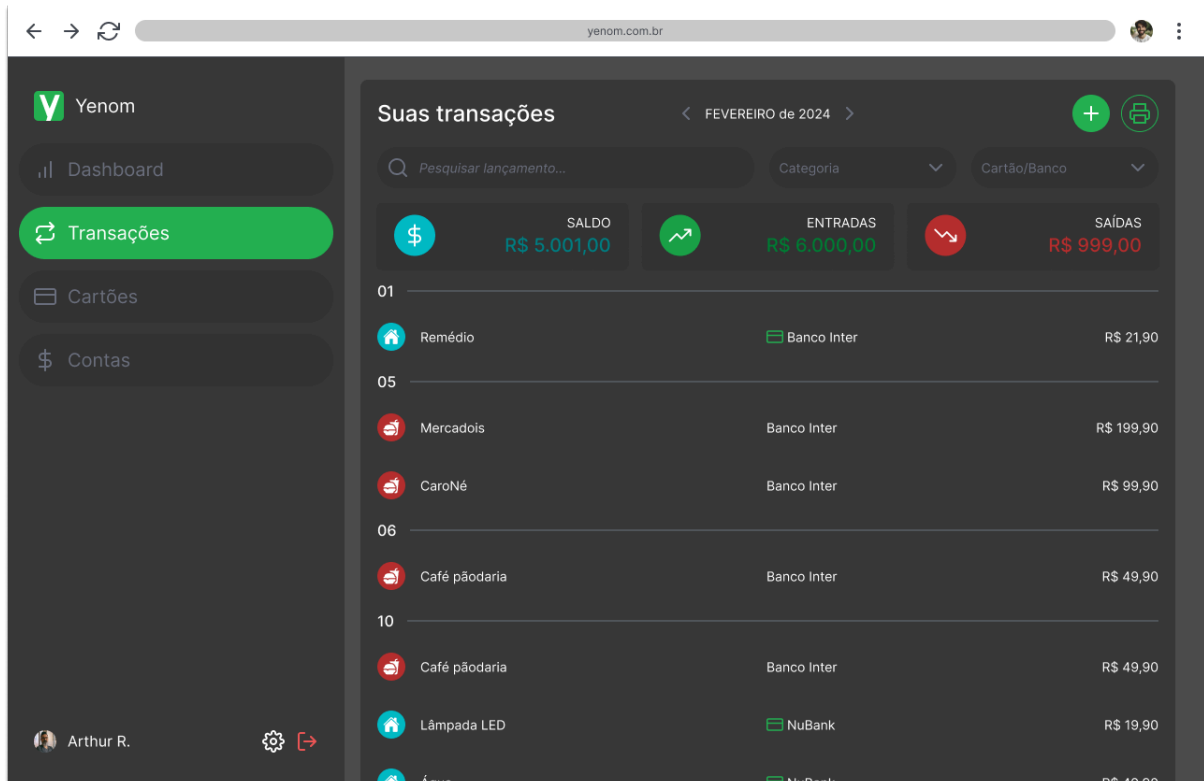 yenom.com.br
y Yenom
Dashboard
Transações
Cartões
Contas
Arthur R.
Suas transações
FEVEREIRO de 2024
Pesquisar lançamento...
Categoria
Cartão/Banco
SALDO
R$ 5.001,00
ENTRADAS
R$ 6.000,00
SAÍDAS
R$ 999,00
01
Remédio Banco Inter R$ 21,90
05
Mercadois Banco Inter R$ 199,90
CaroNé Banco Inter R$ 99,90
06
Café pãodaria Banco Inter R$ 49,90
10
Café pãodaria Banco Inter R$ 49,90
Lâmpada LED NuBank R$ 19,90
Água NuBank